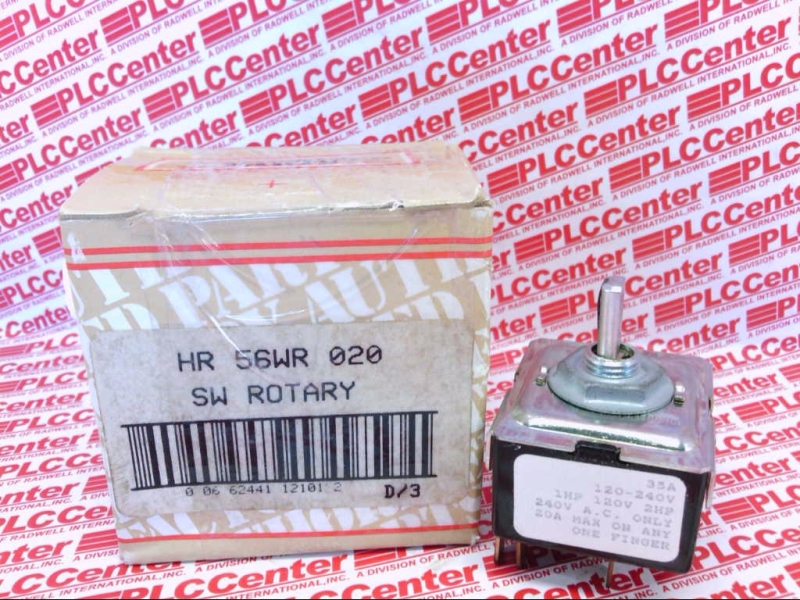 PLCCenter
A DIVISION OF RADWELL INTERNATIONAL, INC.
HR 56WR 020
SW ROTARY
0 06 62441 12101 2
D/3
35A
120-240V
1HP 120V 2HP
240V A.C. ONLY
20A MAX ON ANY
ONE FINGER